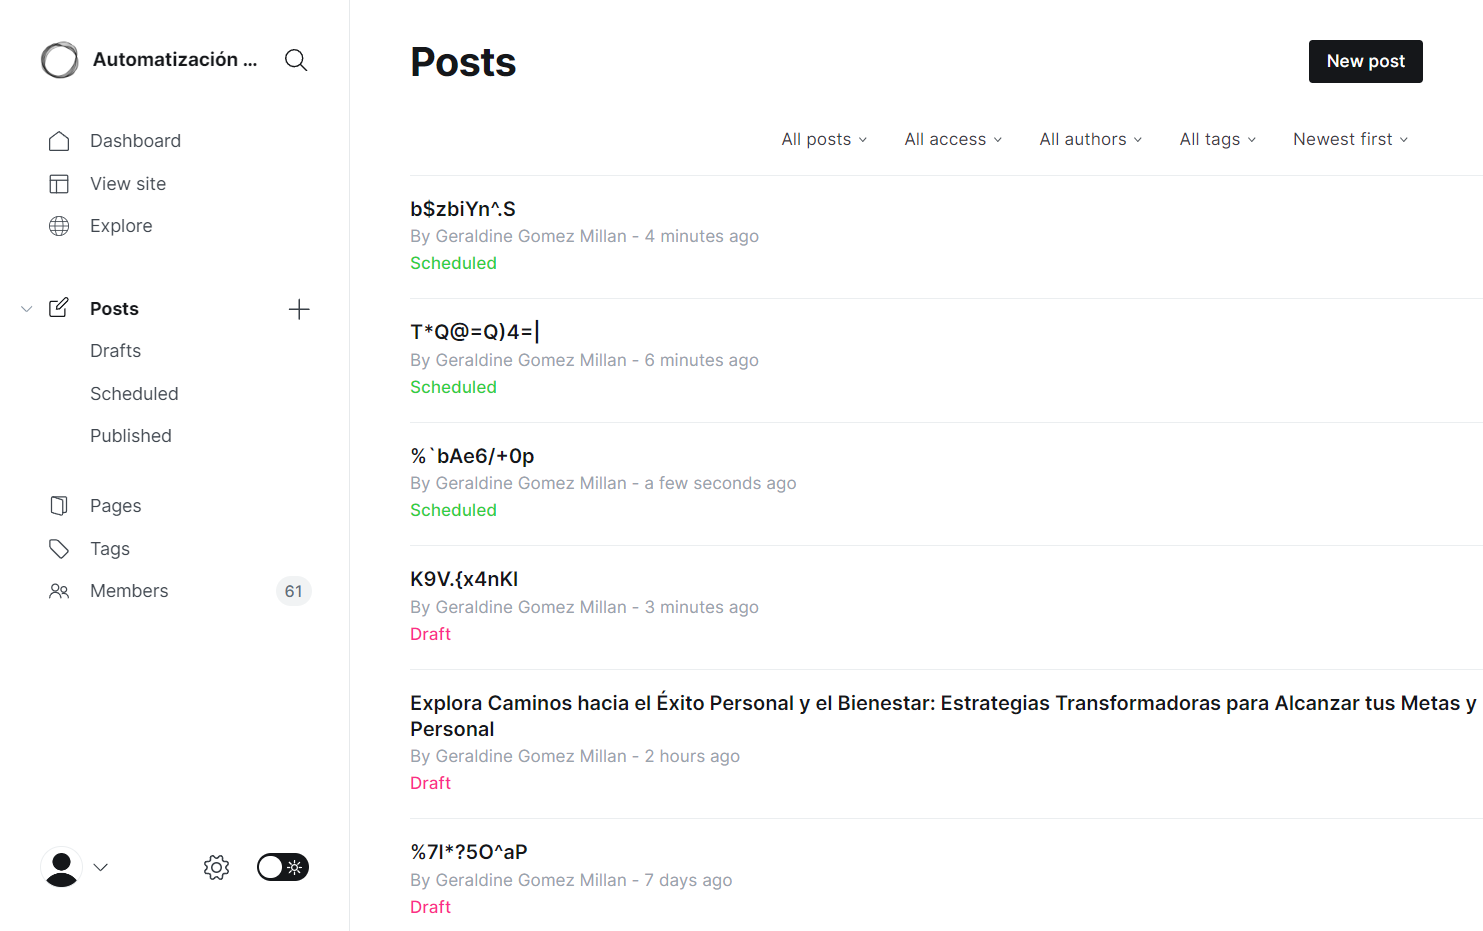 Automatización ...
Dashboard
View site
Explore
Posts
Drafts
Scheduled
Published
Pages
Tags
Members
61
Posts
New post
All posts
All access
All authors
All tags
Newest first
b$zbiYn^.S
By Geraldine Gomez Millan - 4 minutes ago
Scheduled
T*Q@=Q)4=|
By Geraldine Gomez Millan - 6 minutes ago
Scheduled
%`bAe6/+0p
By Geraldine Gomez Millan - a few seconds ago
Scheduled
K9V.{x4nKl
By Geraldine Gomez Millan - 3 minutes ago
Draft
Explora Caminos hacia el Éxito Personal y el Bienestar: Estrategias Transformadoras para Alcanzar tus Metas y
Personal
By Geraldine Gomez Millan - 2 hours ago
Draft
%7I*?5O^aP
By Geraldine Gomez Millan - 7 days ago
Draft